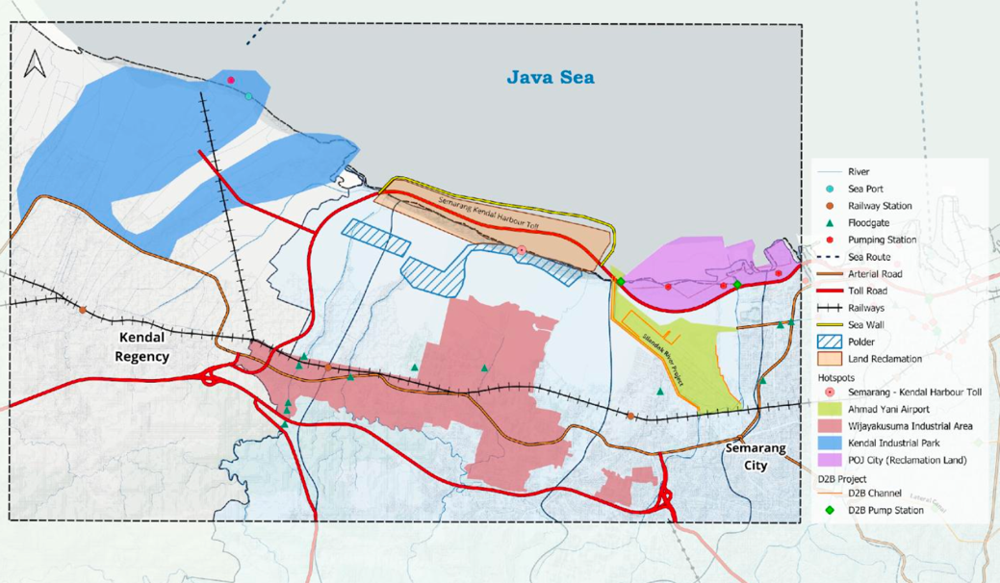 Java Sea
Semarang Kendal Harbour Toll
Silandak River Project
Kendal
Regency
Semarang
City
River
Sea Port
Railway Station
Floodgate
Pumping Station
Sea Route
Arterial Road
Toll Road
Railways
Sea Wall
Polder
Land Reclamation
Hotspots
Semarang - Kendal Harbour Toll
Ahmad Yani Airport
Wijayakusuma Industrial Area
Kendal Industrial Park
POJ City (Reclamation Land)
D2B Project
D2B Channel
D2B Pump Station